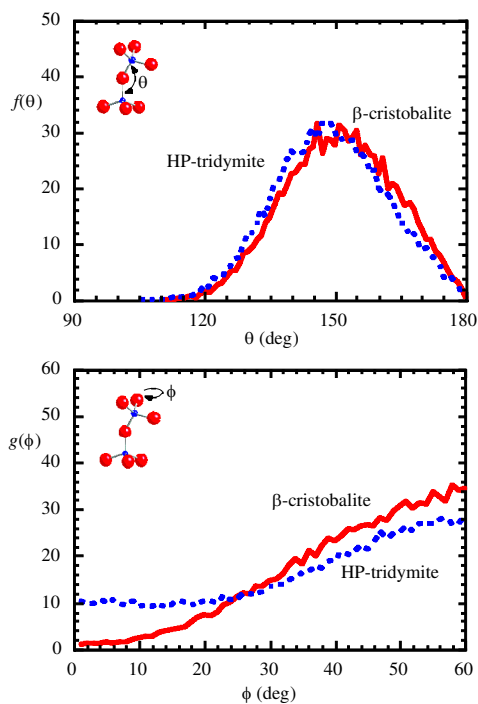 50
40
f(θ)
θ
30
β-cristobalite
HP-tridymite
20
10
0
90 120 150 180
θ (deg)
60
50
ϕ
g(ϕ)
40
β-cristobalite
30
20
HP-tridymite
10
0
0 10 20 30 40 50 60
ϕ (deg)